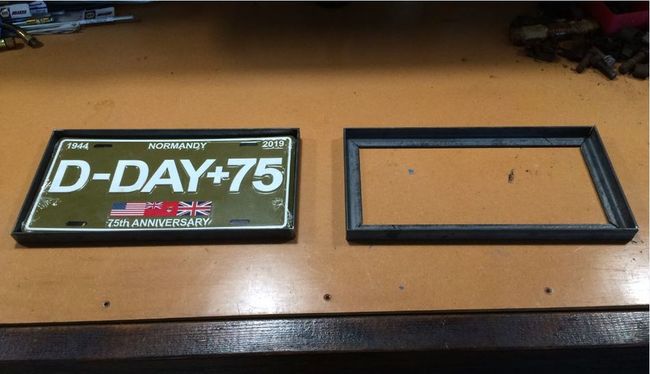 1944 NORMANDY 2019
D-DAY+75
75th ANNIVERSARY